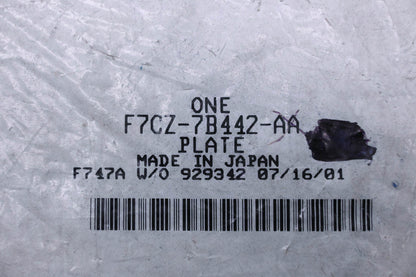 ONE
F7CZ-7B442-AA
PLATE
MADE IN JAPAN
F747A W/O 929342 07/16/01